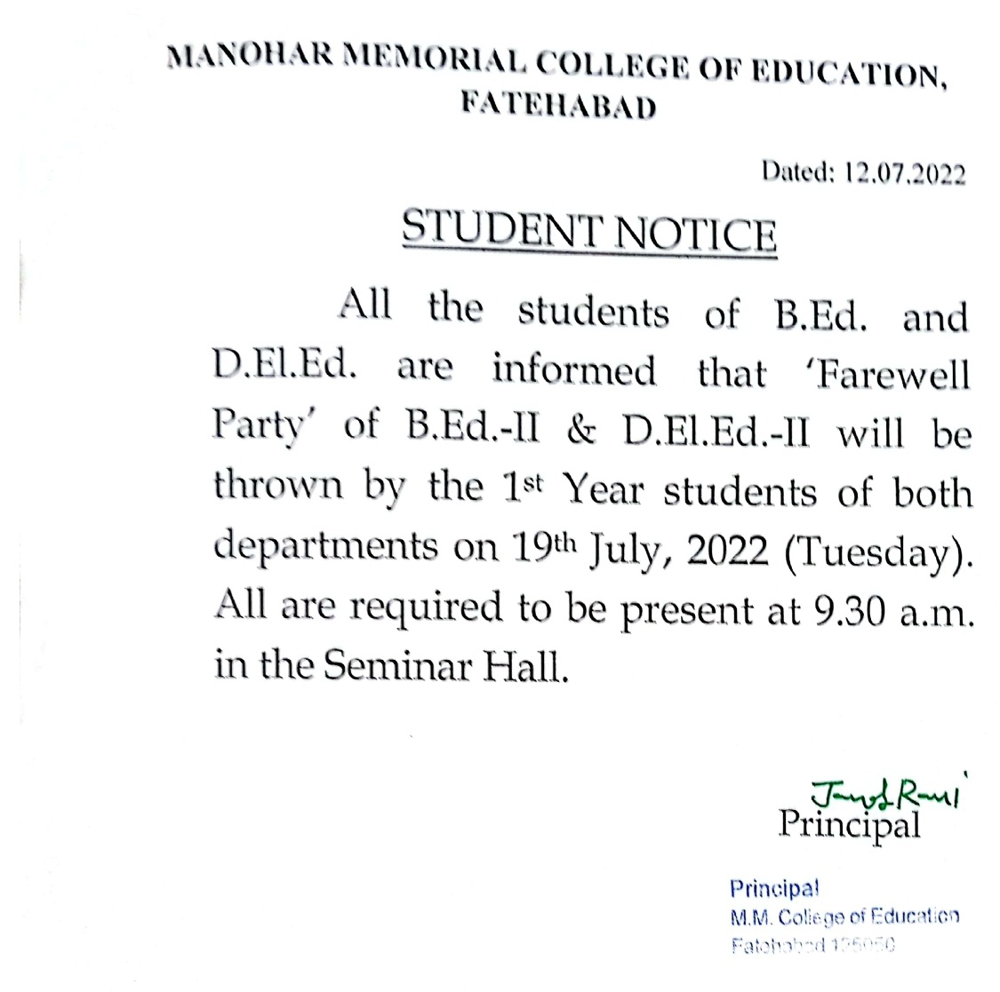 MANOHAR MEMORIAL COLLEGE OF EDUCATION,
FATEHABAD
Dated: 12.07.2022
STUDENT NOTICE
All the students of B.Ed. and
D.El.Ed. are informed that ‘Farewell
Party’ of B.Ed.-II & D.El.Ed.-II will be
thrown by the 1st Year students of both
departments on 19th July, 2022 (Tuesday).
All are required to be present at 9.30 a.m.
in the Seminar Hall.
Principal
Principal
M.M. College of Education